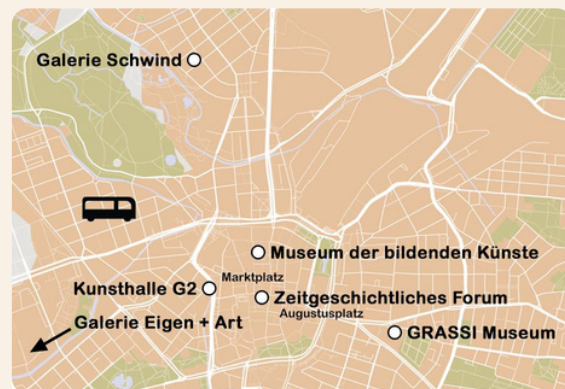 Galerie Schwind
Museum der bildenden Künste
Marktplatz
Kunsthalle G2
Zeitgeschichtliches Forum
Augustusplatz
Galerie Eigen + Art
GRASSI Museum